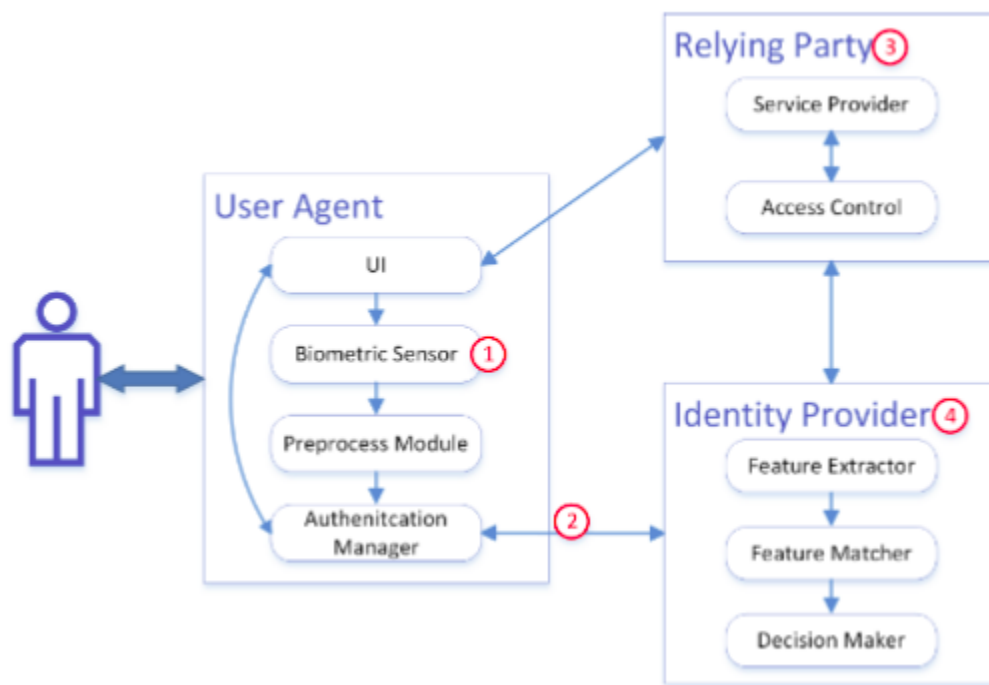 Relying Party 3
Service Provider
Access Control
User Agent
UI
Biometric Sensor 1
Preprocess Module
Authenitcation
Manager
2
Identity Provider 4
Feature Extractor
Feature Matcher
Decision Maker